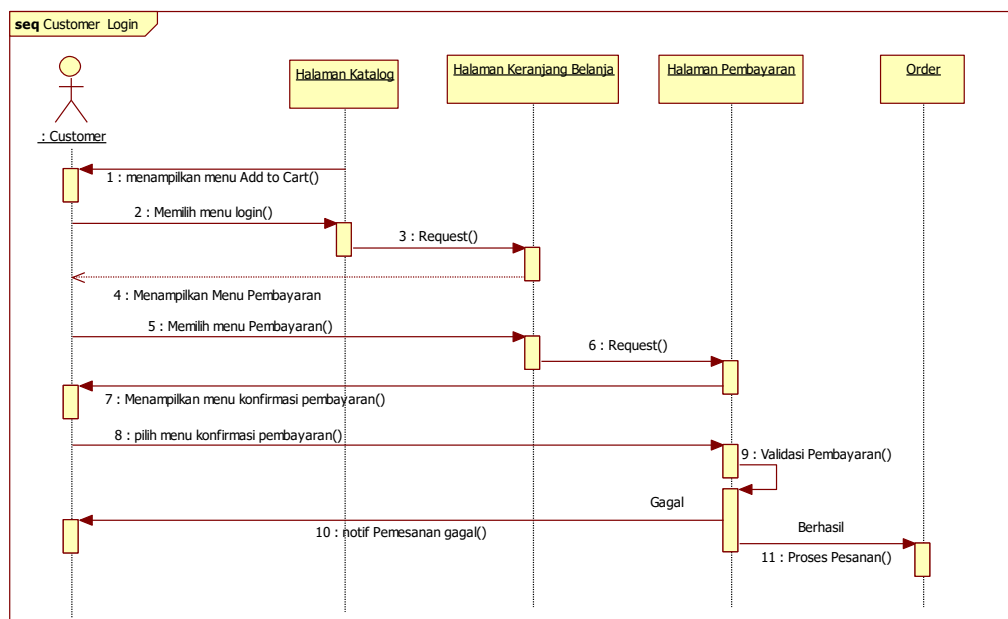 seq Customer Login
Halaman Katalog
Halaman Keranjang Belanja
Halaman Pembayaran
Order
: Customer
1 : menampilkan menu Add to Cart()
2 : Memilih menu login()
3 : Request()
4 : Menampilkan Menu Pembayaran
5 : Memilih menu Pembayaran()
6 : Request()
7 : Menampilkan menu konfirmasi pembayaran()
8 : pilih menu konfirmasi pembayaran()
9 : Validasi Pembayaran()
Gagal
10 : notif Pemesanan gagal()
Berhasil
11 : Proses Pesanan()